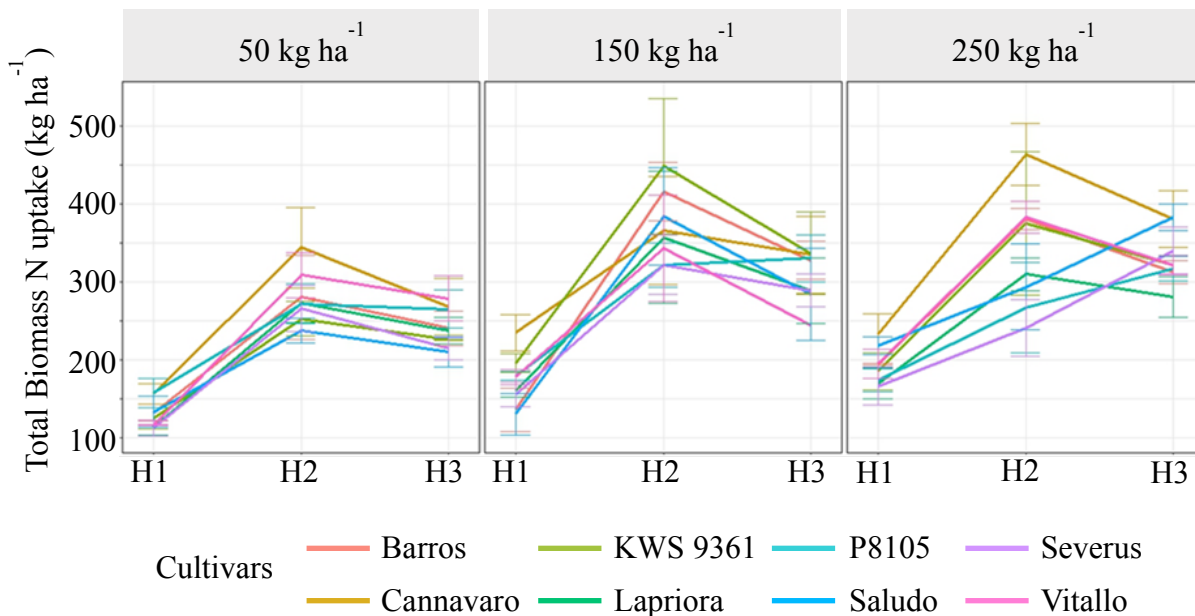 50 kg ha⁻¹ 150 kg ha⁻¹ 250 kg ha⁻¹
Total Biomass N uptake (kg ha⁻¹)
500
400
300
200
100
H1 H2 H3 H1 H2 H3 H1 H2 H3
Cultivars
Barros KWS 9361 P8105 Severus
Cannavaro Lapriora Saludo Vitallo